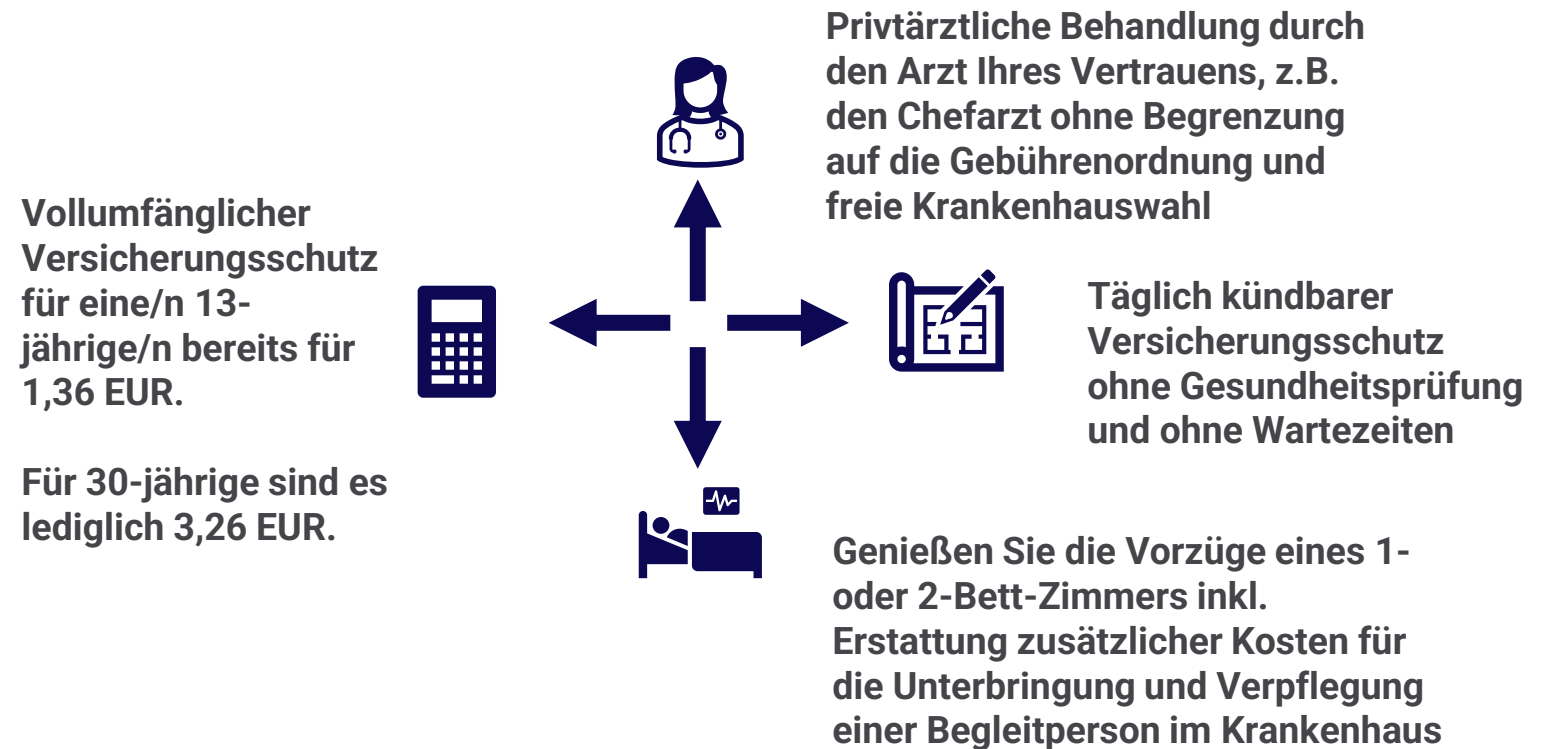 Privtärztliche Behandlung durch
den Arzt Ihres Vertrauens, z.B.
den Chefarzt ohne Begrenzung
auf die Gebührenordnung und
freie Krankenhauswahl
Vollumfänglicher
Versicherungsschutz
für eine/n 13-
jährige/n bereits für
1,36 EUR.
Für 30-jährige sind es
lediglich 3,26 EUR.
Täglich kündbarer
Versicherungsschutz
ohne Gesundheitsprüfung
und ohne Wartezeiten
Genießen Sie die Vorzüge eines 1-
oder 2-Bett-Zimmers inkl.
Erstattung zusätzlicher Kosten für
die Unterbringung und Verpflegung
einer Begleitperson im Krankenhaus